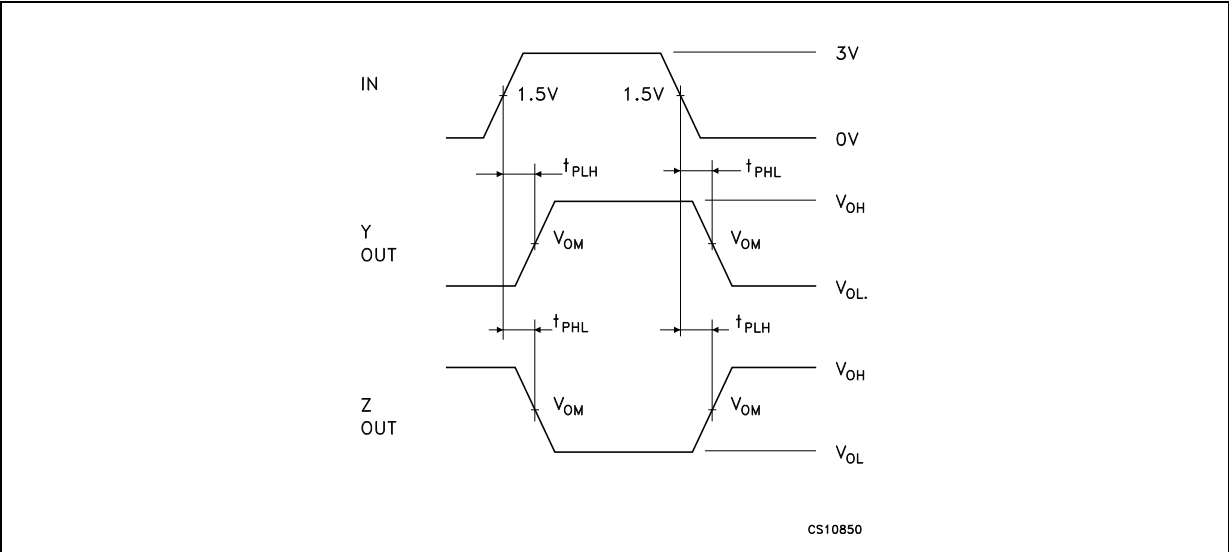 3V
IN
1.5V 1.5V
0V
tPLH tPHL
VOH
Y
OUT
VOM VOM
VOL.
tPHL tPLH
VOH
Z
OUT
VOM VOM
VOL
CS10850